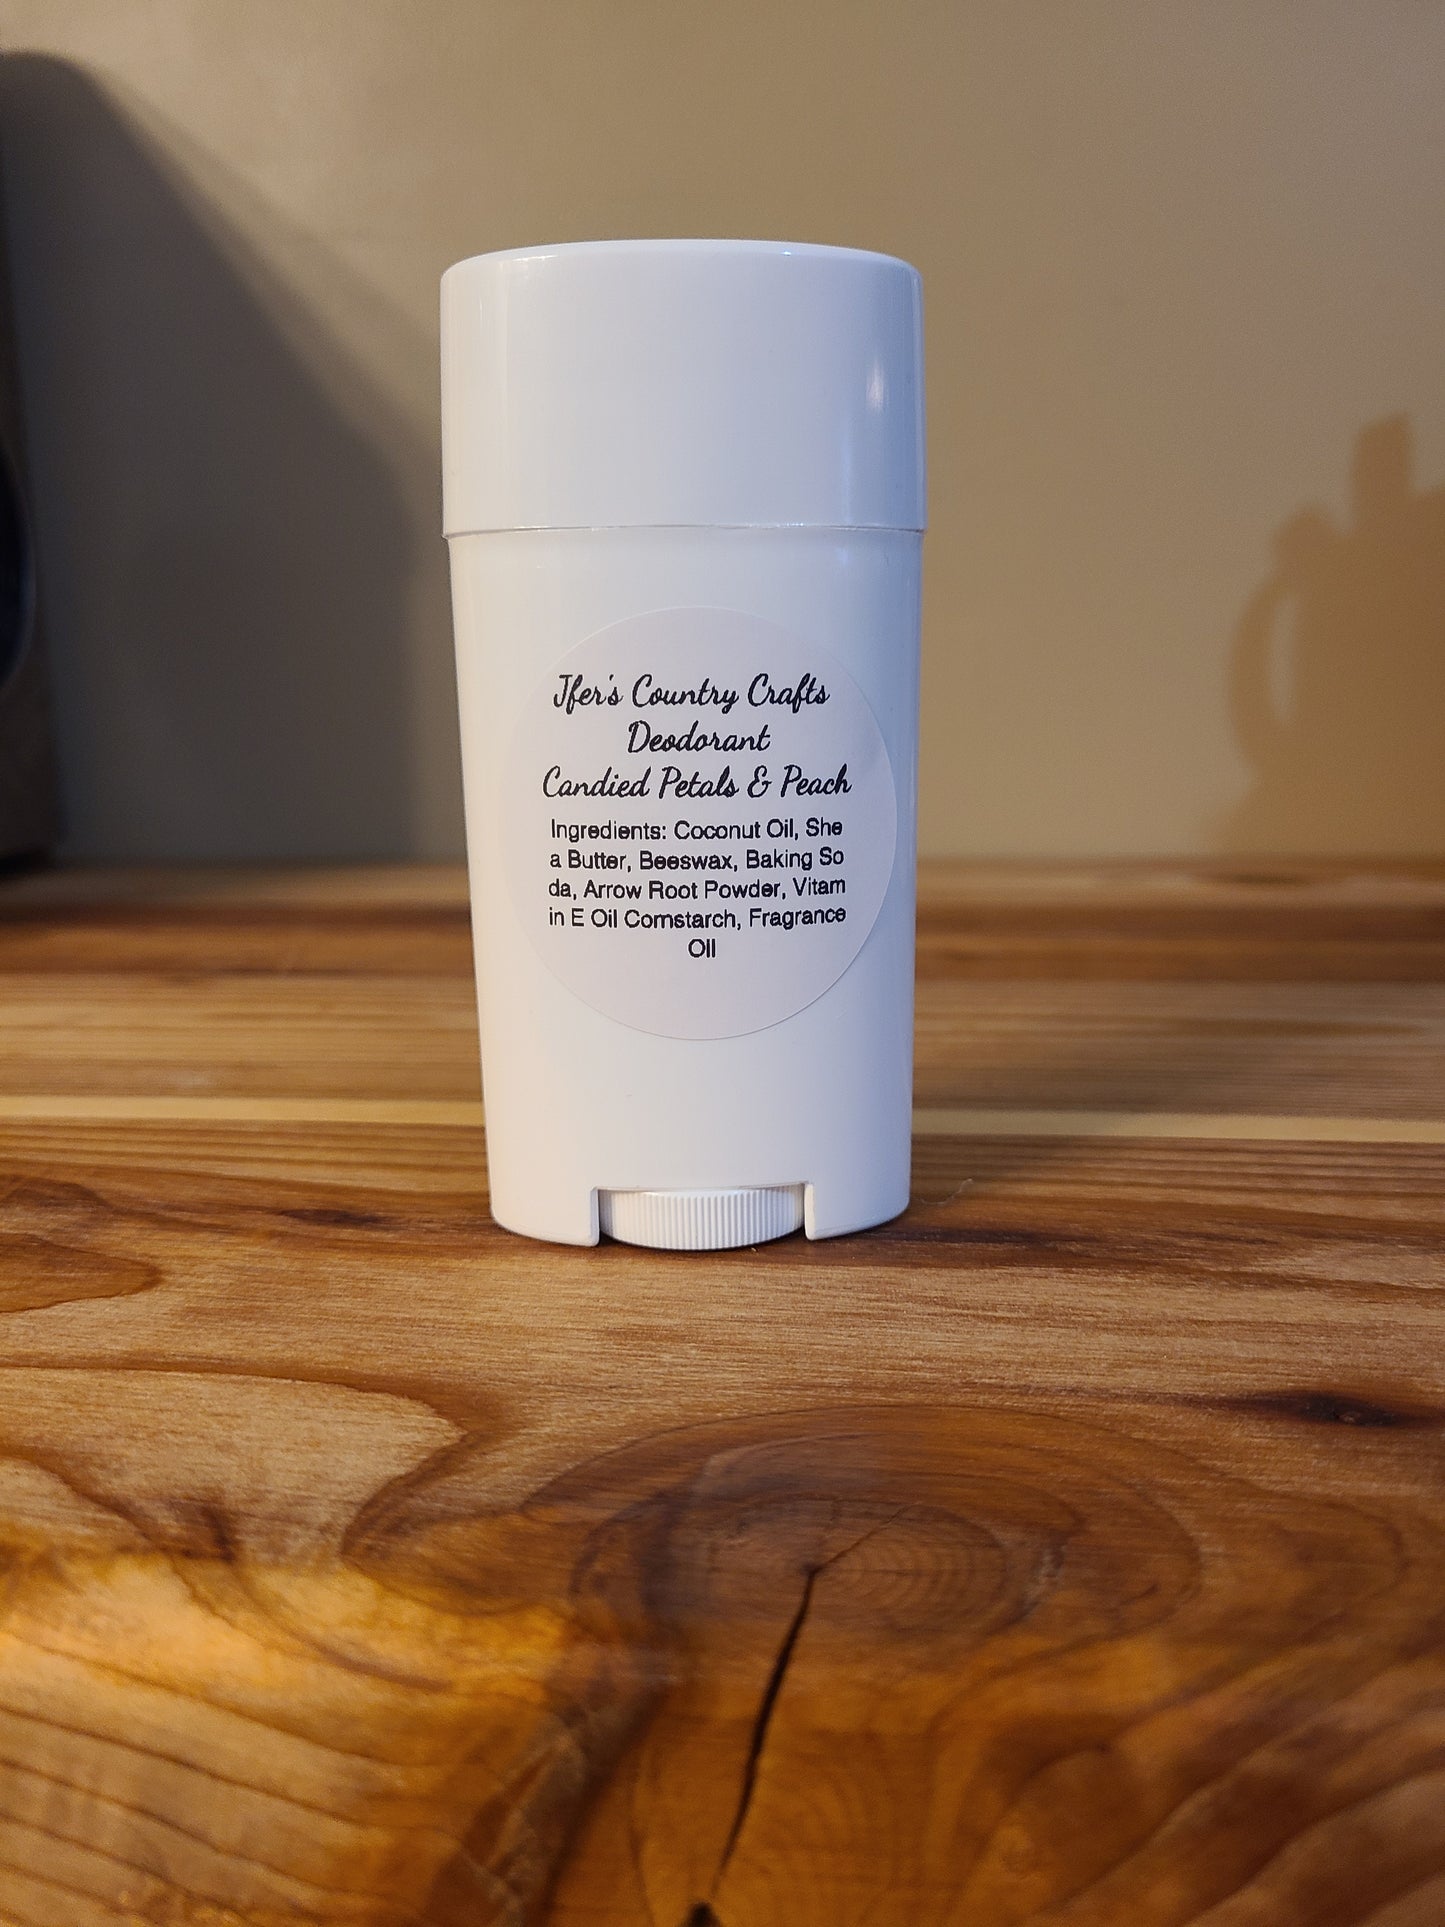 Jfer's Country Crafts
Deodorant
Candied Petals & Peach
Ingredients: Coconut Oil, She
a Butter, Beeswax, Baking So
da, Arrow Root Powder, Vitam
in E Oil Cornstarch, Fragrance
Oil